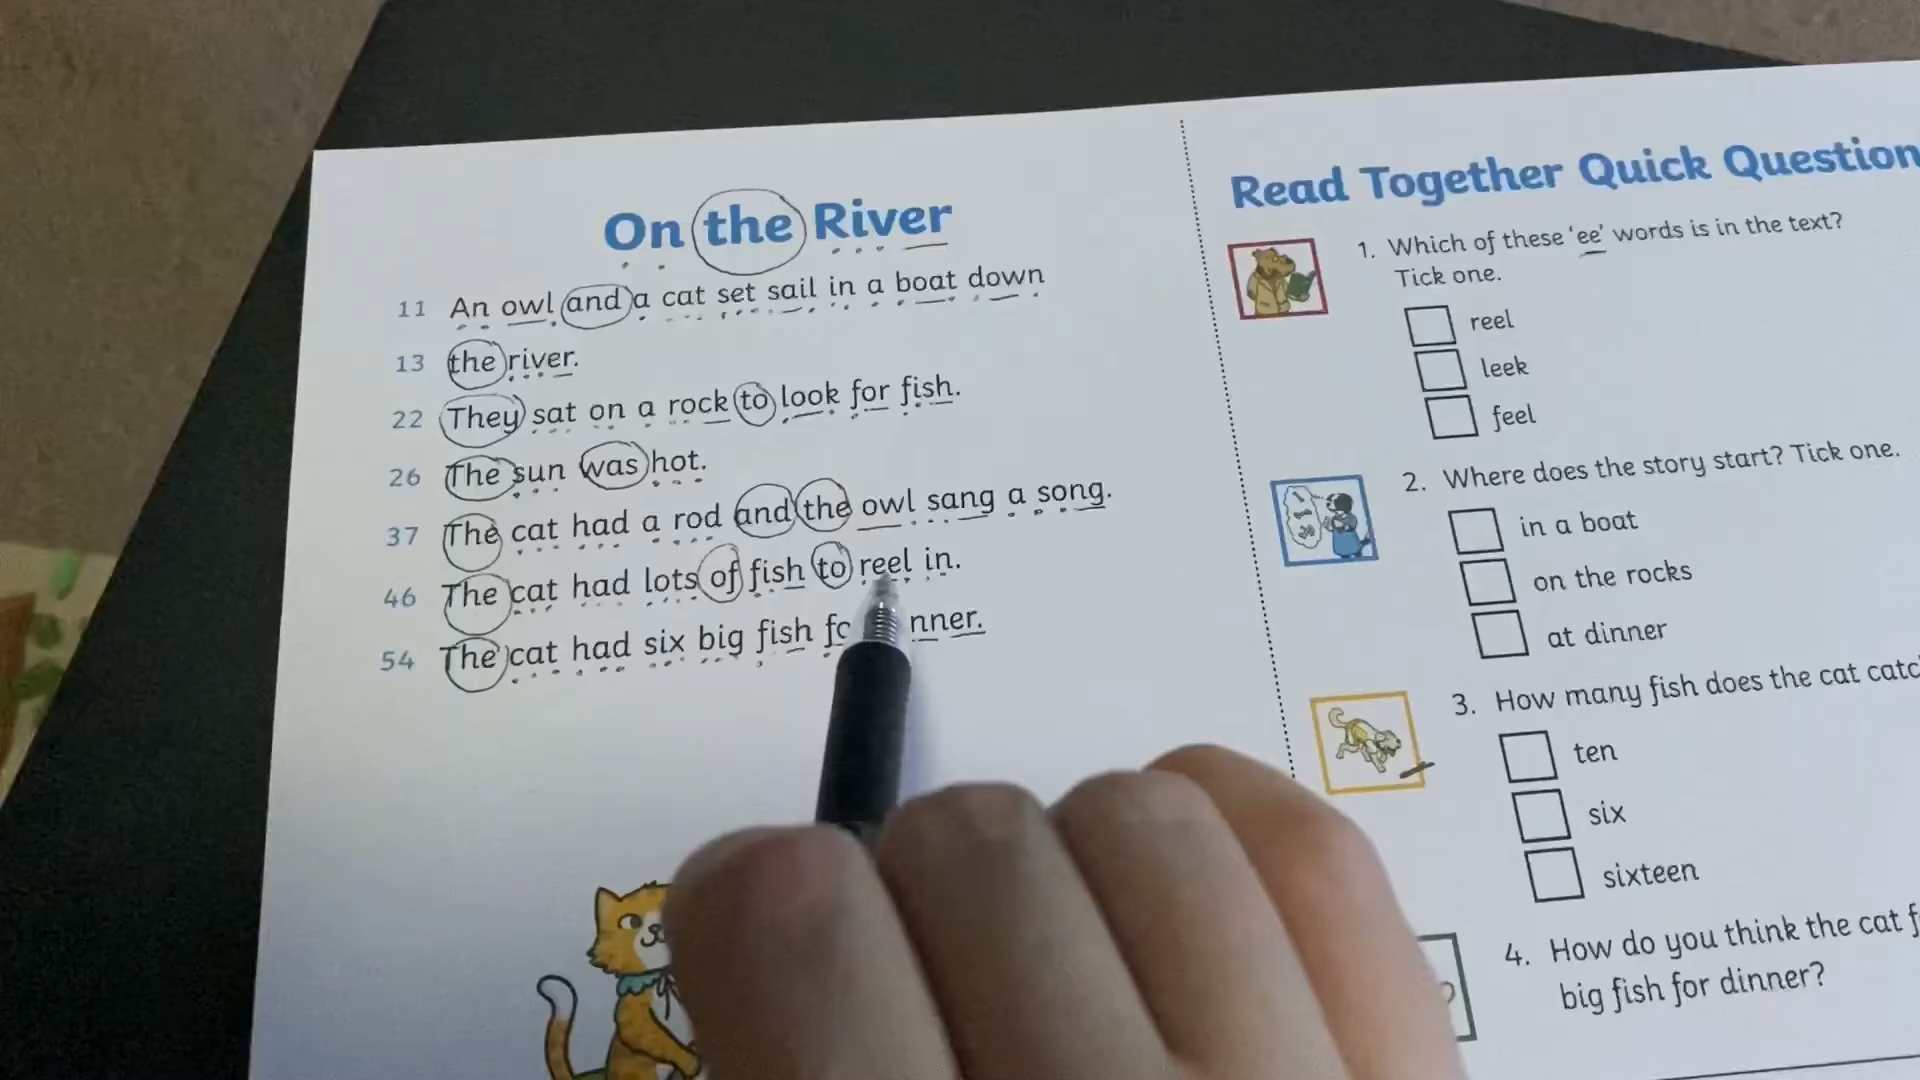 On the River
11 An owl and a cat set sail in a boat down
13 the river.
22 They sat on a rock to look for fish.
26 The sun was hot.
37 The cat had a rod and the owl sang a song.
46 The cat had lots of fish to reel in.
54 The cat had six big fish fo nner.
Read Together Quick Question
1. Which of these 'ee' words is in the text?
Tick one.
reel
leek
feel
2. Where does the story start? Tick one.
in a boat
on the rocks
at dinner
3. How many fish does the cat catc
ten
six
sixteen
4. How do you think the cat f
big fish for dinner?